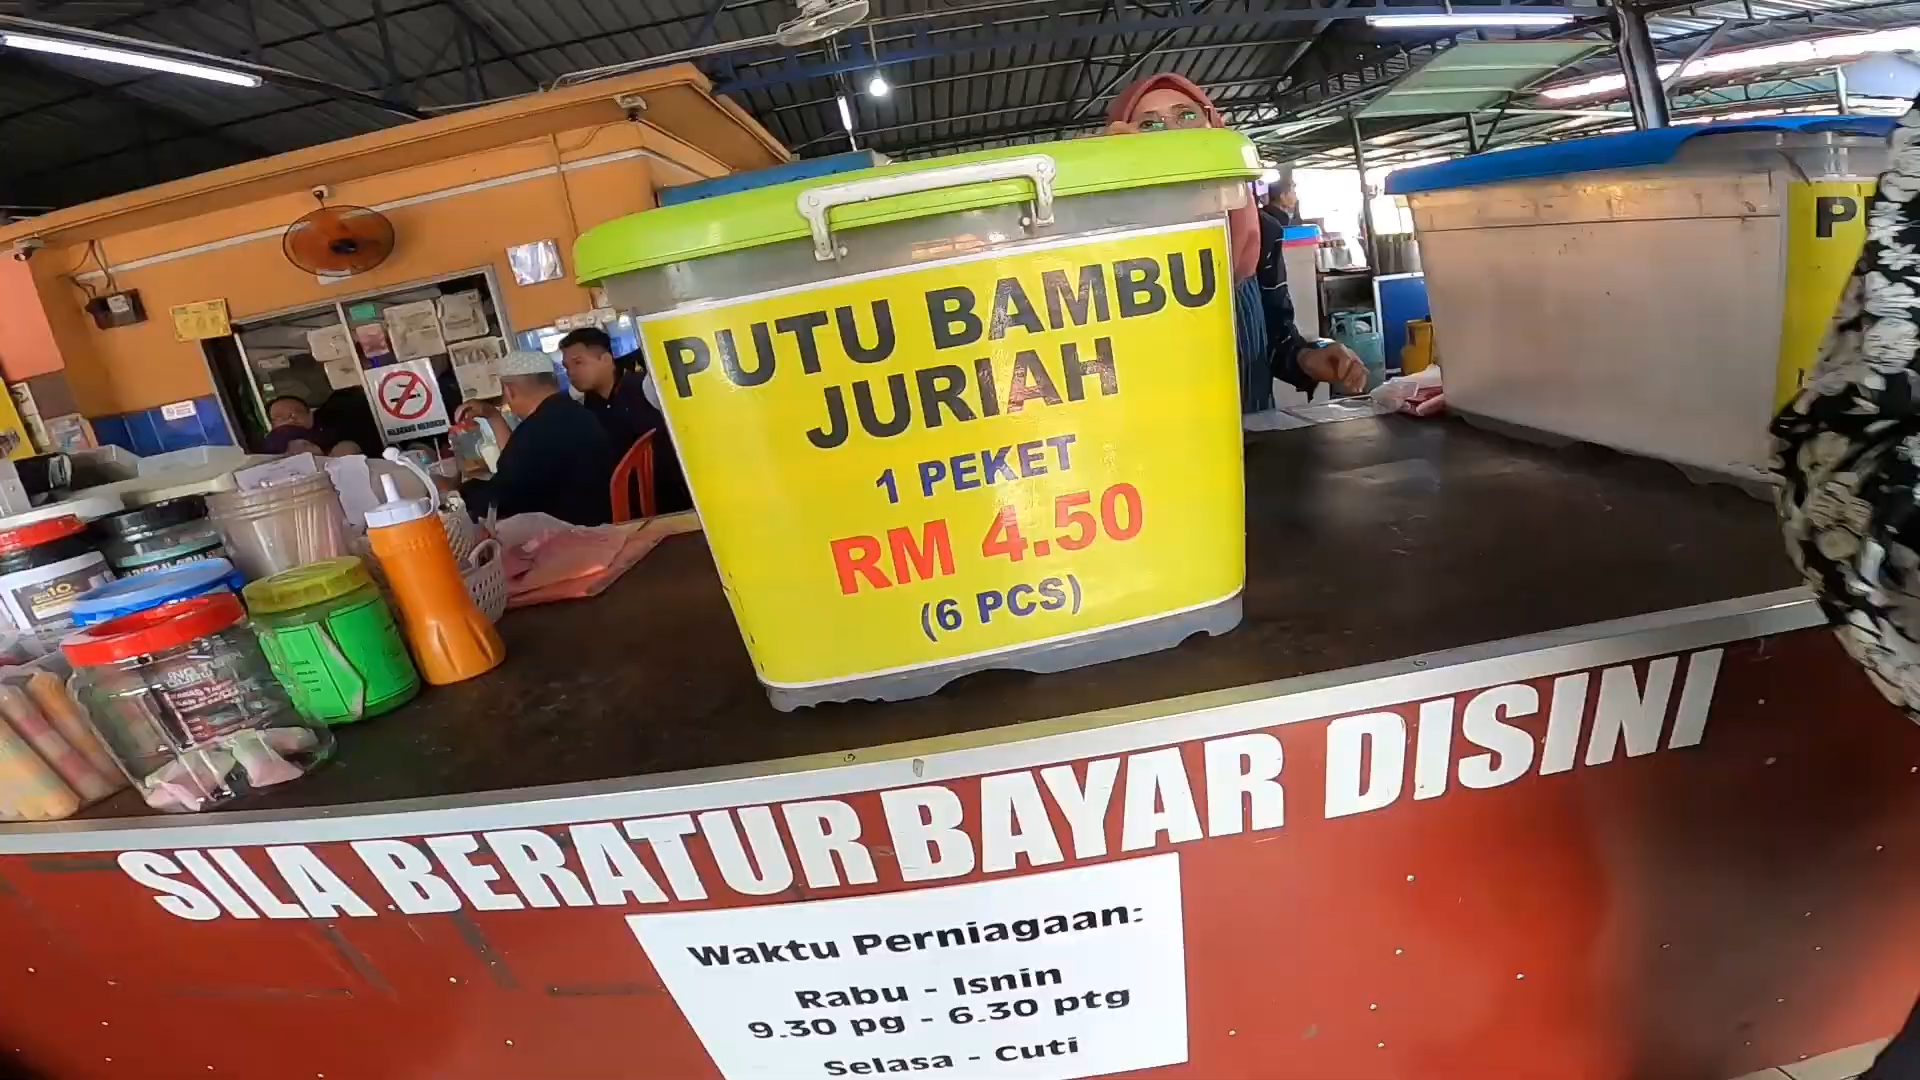 PUTU BAMBU
JURIAH
1 PEKET
RM 4.50
(6 PCS)
SILA BERATUR BAYAR DISINI
Waktu Perniagaan:
Rabu - Isnin
9.30 pg - 6.30 ptg
Selasa - Cuti